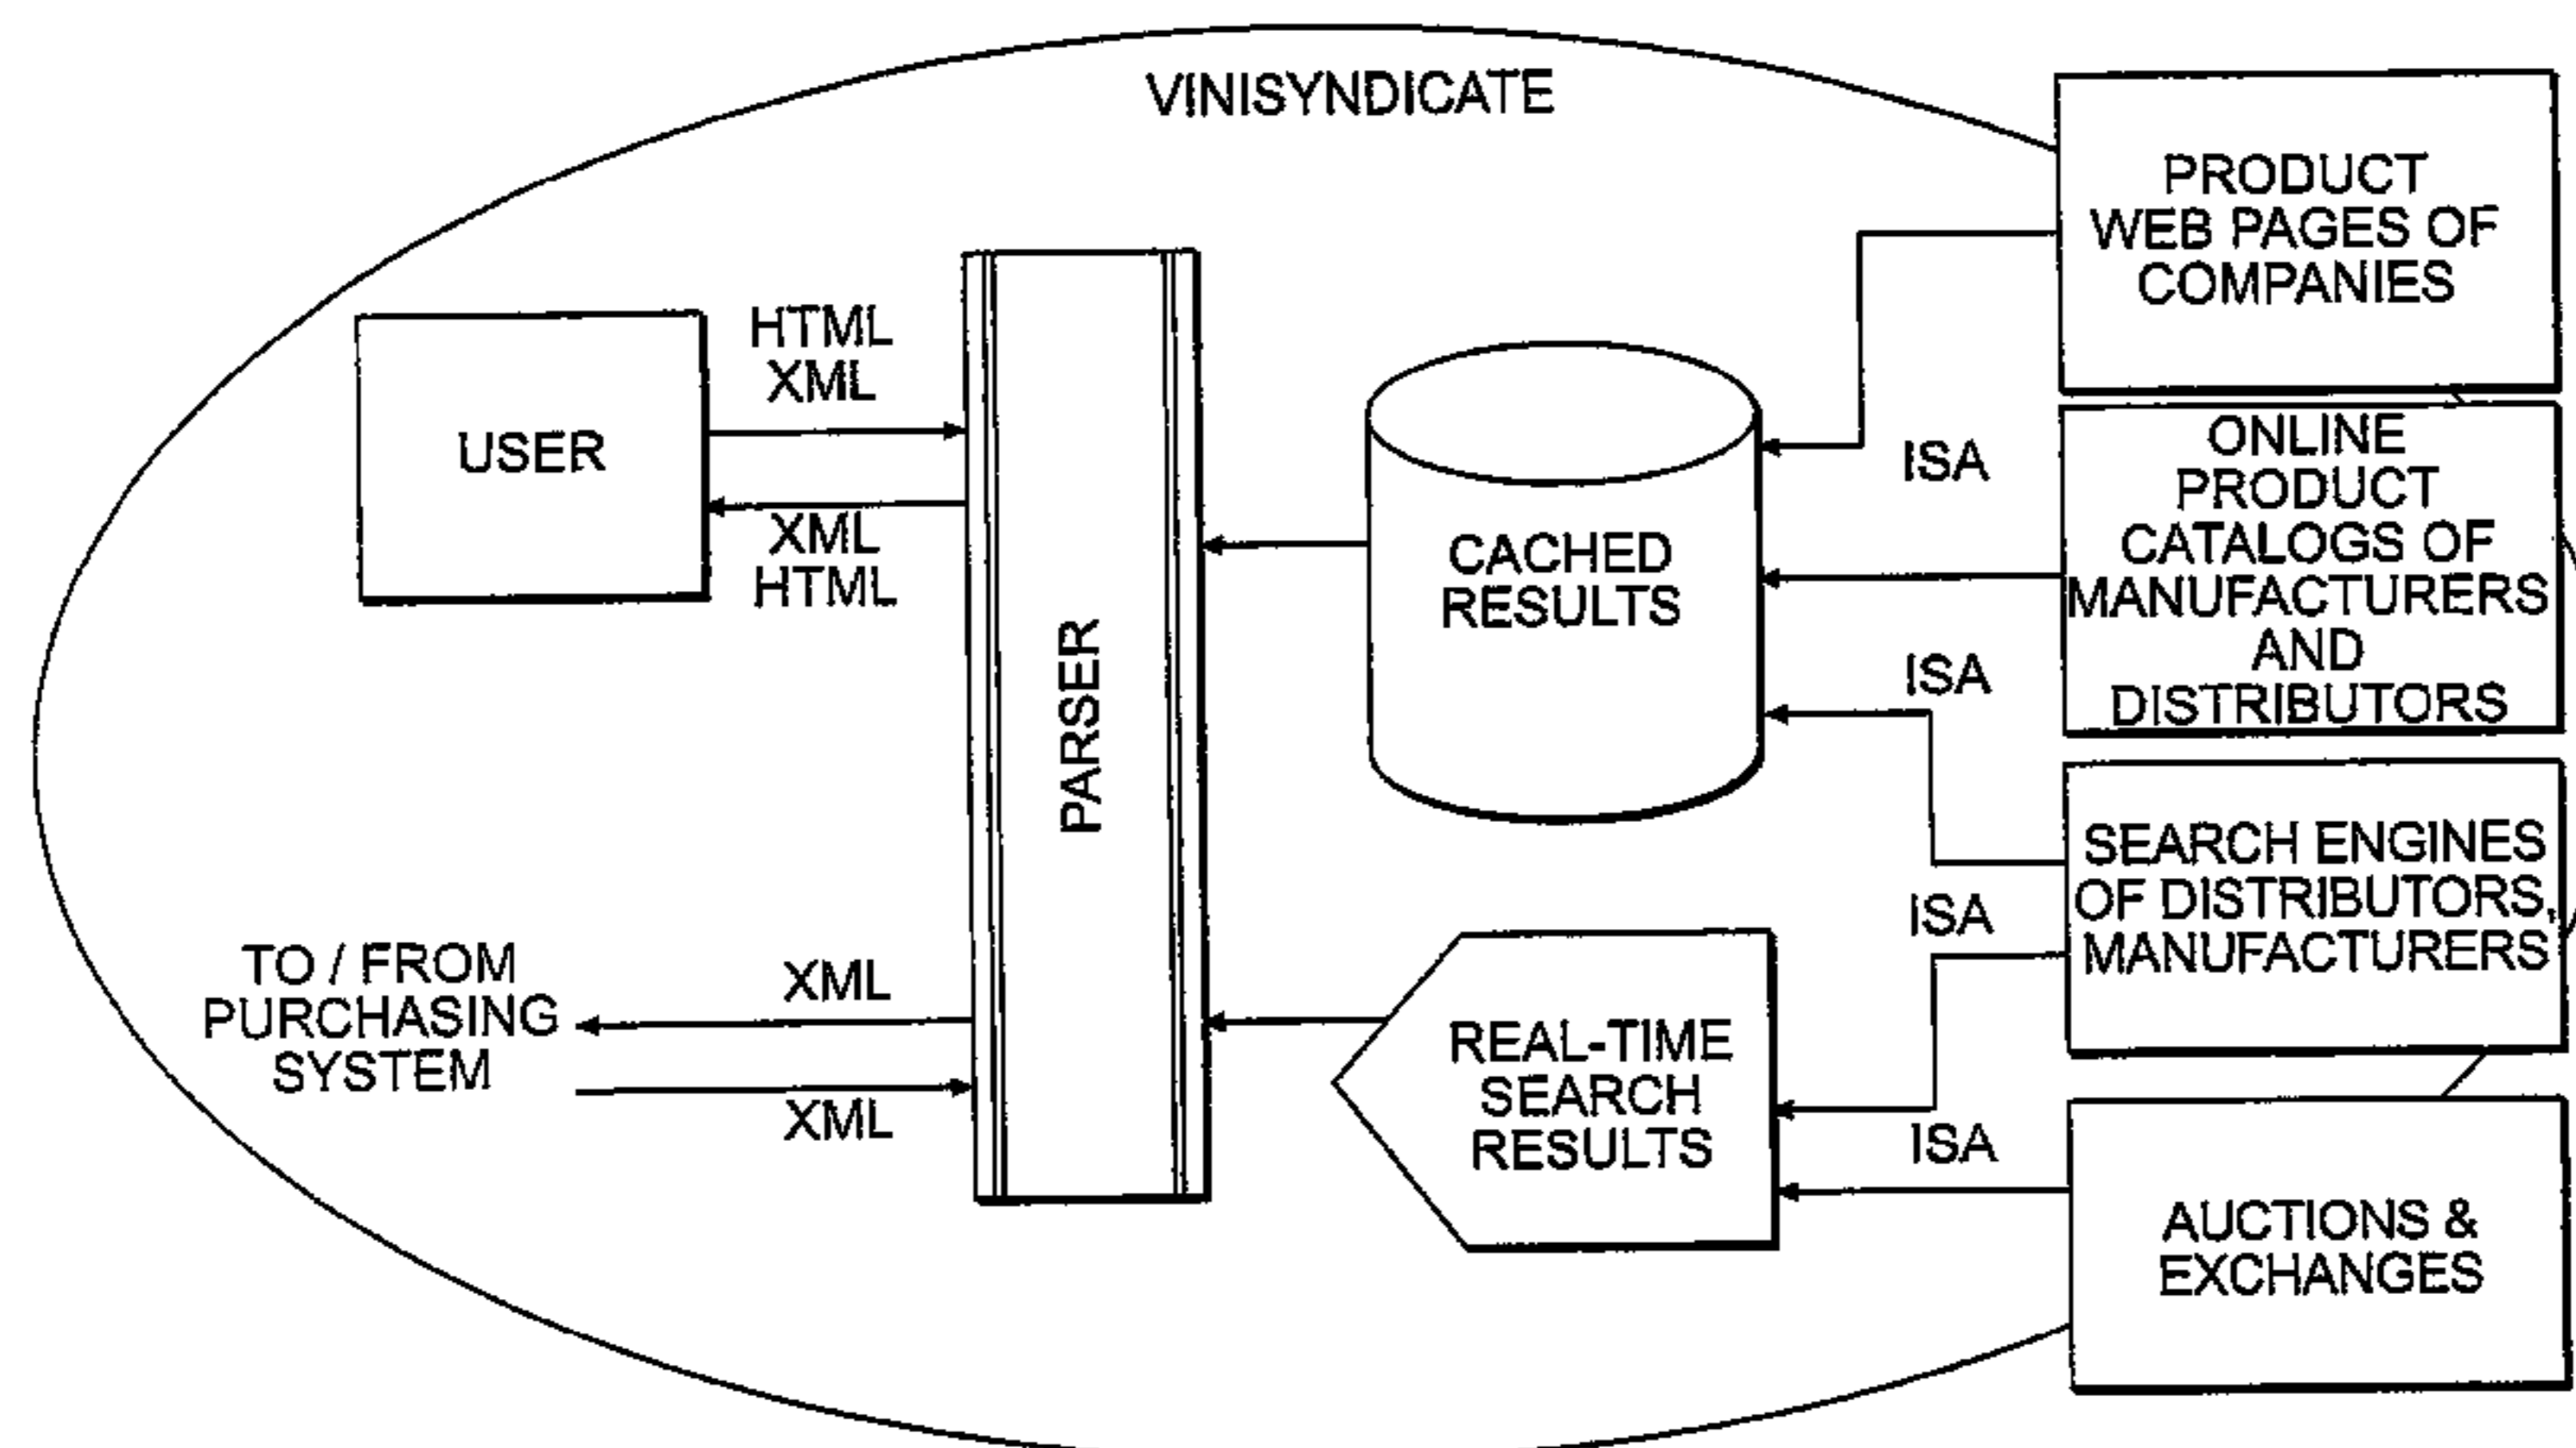 VINISYNDICATE
USER
HTML
XML
XML
HTML
TO / FROM
PURCHASING
SYSTEM
XML
XML
PARSER
CACHED
RESULTS
REAL-TIME
SEARCH
RESULTS
ISA
ISA
ISA
ISA
PRODUCT
WEB PAGES OF
COMPANIES
ONLINE
PRODUCT
CATALOGS OF
MANUFACTURERS
AND
DISTRIBUTORS
SEARCH ENGINES
OF DISTRIBUTORS,
MANUFACTURERS
AUCTIONS &
EXCHANGES